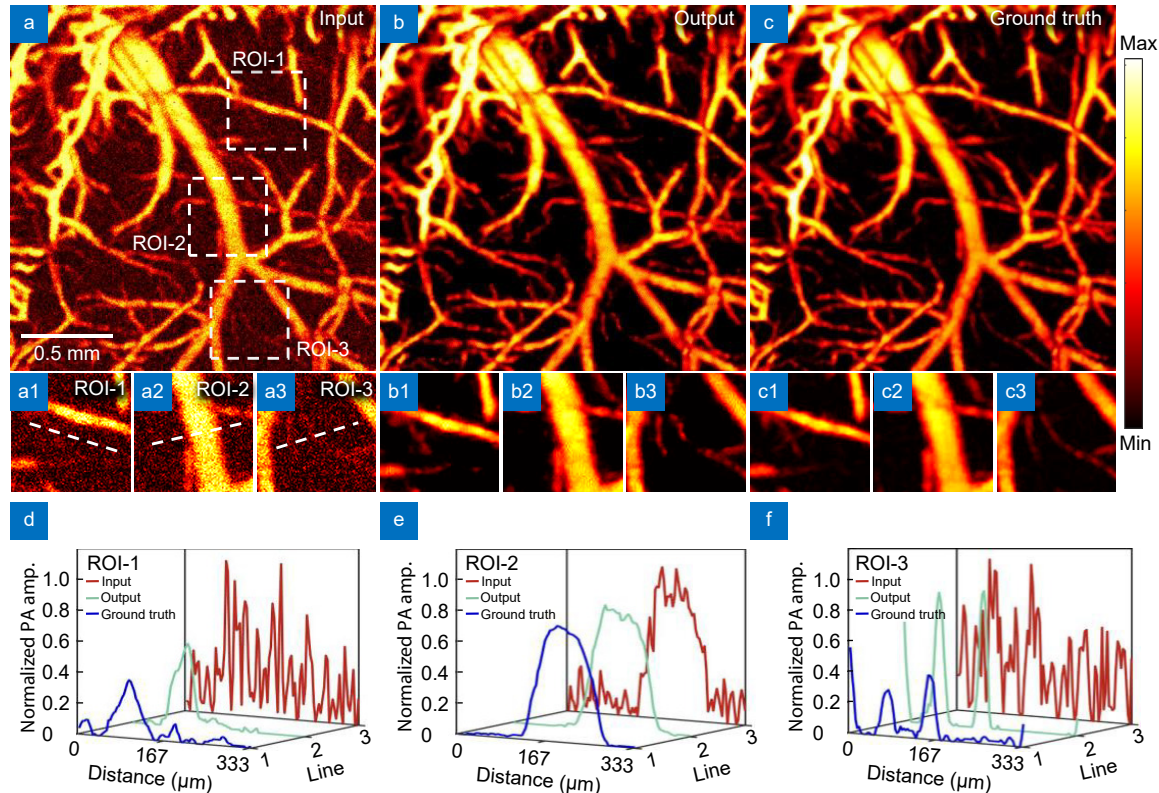 a Input
b Output
c Ground truth
Max
Min
ROI-1
ROI-2
ROI-3
0.5 mm
a1 ROI-1
a2 ROI-2
a3 ROI-3
b1
b2
b3
c1
c2
c3
d
ROI-1
Input
Output
Ground truth
Normalized PA amp.
1.0
0.8
0.6
0.4
0.2
0
0 167 333
Distance (µm)
1 2 3
Line
e
ROI-2
Input
Output
Ground truth
Normalized PA amp.
1.0
0.8
0.6
0.4
0.2
0
0 167 333
Distance (µm)
1 2 3
Line
f
ROI-3
Input
Output
Ground truth
Normalized PA amp.
1.0
0.8
0.6
0.4
0.2
0
0 167 333
Distance (µm)
1 2 3
Line